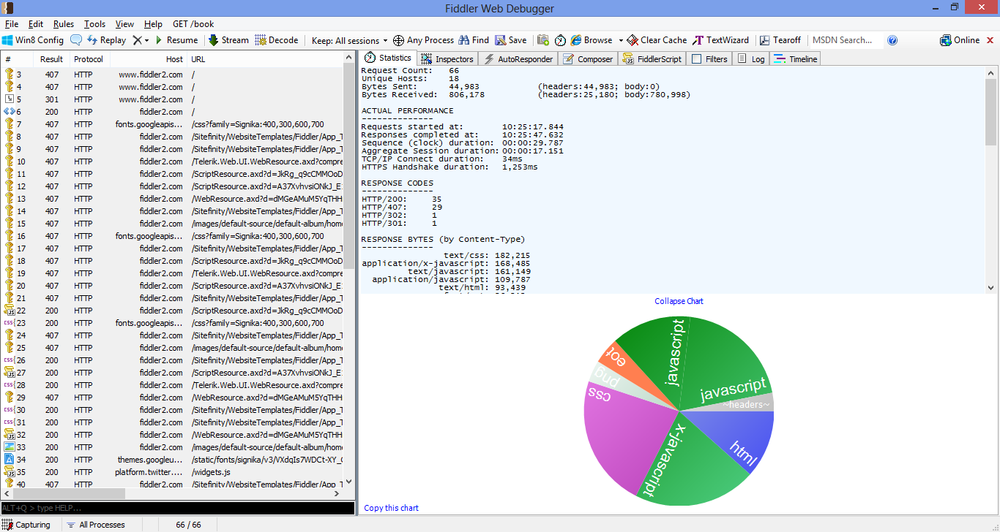 Fiddler Web Debugger
File Edit Rules Tools View Help GET /book
Win8 Config Replay Resume Stream Decode Keep: All sessions Any Process Find Save Browse Clear Cache TextWizard Tearoff MSDN Search... Online
# Result Protocol Host URL
3 407 HTTP www.fiddler2.com /
4 407 HTTP www.fiddler2.com /
5 301 HTTP www.fiddler2.com /
6 200 HTTP fiddler2.com /
7 407 HTTP fonts.googleapis... /css?family=Signika:400,300,600,700
8 407 HTTP fiddler2.com /Sitefinity/WebsiteTemplates/Fiddler/App_T
9 407 HTTP fiddler2.com /Sitefinity/WebsiteTemplates/Fiddler/App_T
10 407 HTTP fiddler2.com /Telerik.Web.UI.WebResource.axd?compre
11 407 HTTP fiddler2.com /ScriptResource.axd?d=JkRg_q9cCMMOoD
12 407 HTTP fiddler2.com /ScriptResource.axd?d=A37XvhvsiONkJ_E
13 407 HTTP fiddler2.com /WebResource.axd?d=dMGeAMuM5YqTHH
14 407 HTTP fiddler2.com /Sitefinity/WebsiteTemplates/Fiddler/App_T
15 407 HTTP fiddler2.com /images/default-source/default-album/home
16 407 HTTP fonts.googleapis... /css?family=Signika:400,300,600,700
17 407 HTTP fiddler2.com /Sitefinity/WebsiteTemplates/Fiddler/App_T
18 407 HTTP fiddler2.com /ScriptResource.axd?d=JkRg_q9cCMMOoD
19 407 HTTP fiddler2.com /Telerik.Web.UI.WebResource.axd?compre
20 407 HTTP fiddler2.com /ScriptResource.axd?d=A37XvhvsiONkJ_E
21 407 HTTP fiddler2.com /Sitefinity/WebsiteTemplates/Fiddler/App_T
22 200 HTTP fiddler2.com /ScriptResource.axd?d=JkRg_q9cCMMOoD
23 200 HTTP fonts.googleapis... /css?family=Signika:400,300,600,700
24 407 HTTP fiddler2.com /Sitefinity/WebsiteTemplates/Fiddler/App_T
25 407 HTTP fiddler2.com /images/default-source/default-album/home
26 200 HTTP fiddler2.com /Sitefinity/WebsiteTemplates/Fiddler/App_T
27 200 HTTP fiddler2.com /ScriptResource.axd?d=A37XvhvsiONkJ_E
28 200 HTTP fiddler2.com /Telerik.Web.UI.WebResource.axd?compre
29 407 HTTP fiddler2.com /WebResource.axd?d=dMGeAMuM5YqTHH
30 200 HTTP fiddler2.com /Sitefinity/WebsiteTemplates/Fiddler/App_T
31 200 HTTP fiddler2.com /Sitefinity/WebsiteTemplates/Fiddler/App_T
32 200 HTTP fiddler2.com /WebResource.axd?d=dMGeAMuM5YqTHH
33 200 HTTP fiddler2.com /images/default-source/default-album/home
34 200 HTTP themes.googleu... /static/fonts/signika/v3/VXdqIs7WDCt-XY_
35 200 HTTP platform.twitter.... /widgets.js
40 407 HTTP fiddler2.com /Sitefinity/WebsiteTemplates/Fiddler/App_T
ALT+Q > type HELP...
Capturing All Processes 66 / 66
Statistics Inspectors AutoResponder Composer FiddlerScript Filters Log Timeline
Request Count: 66
Unique Hosts: 18
Bytes Sent: 44,983 (headers:44,983; body:0)
Bytes Received: 806,178 (headers:25,180; body:780,998)
ACTUAL PERFORMANCE
--------------
Requests started at: 10:25:17.844
Responses completed at: 10:25:47.632
Sequence (clock) duration: 00:00:29.787
Aggregate Session duration: 00:00:17.151
TCP/IP Connect duration: 34ms
HTTPS Handshake duration: 1,253ms
RESPONSE CODES
--------------
HTTP/200: 35
HTTP/407: 29
HTTP/302: 1
HTTP/301: 1
RESPONSE BYTES (by Content-Type)
--------------
text/css: 182,215
application/x-javascript: 168,485
text/javascript: 161,149
application/javascript: 109,787
text/html: 93,439
Collapse Chart
javascript
javascript
~headers~
html
x-javascript
css
png
eot
Copy this chart